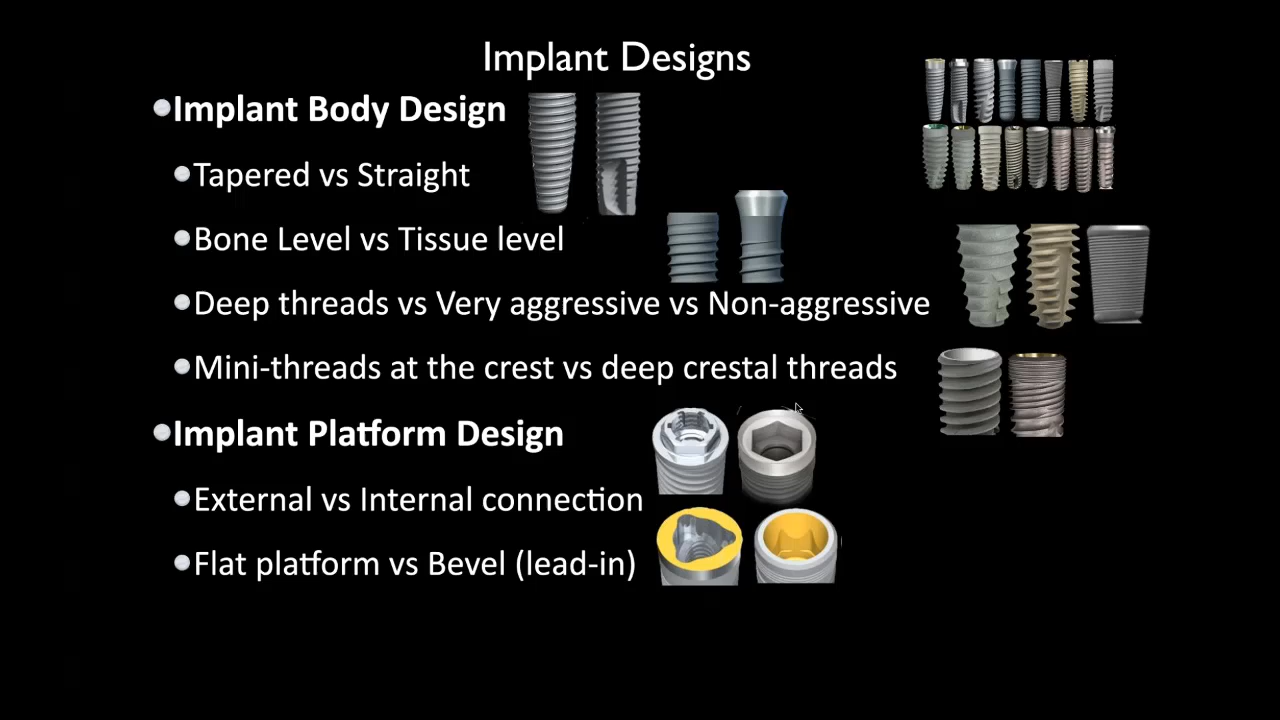 Implant Designs
Implant Body Design
Tapered vs Straight
Bone Level vs Tissue level
Deep threads vs Very aggressive vs Non-aggressive
Mini-threads at the crest vs deep crestal threads
Implant Platform Design
External vs Internal connection
Flat platform vs Bevel (lead-in)